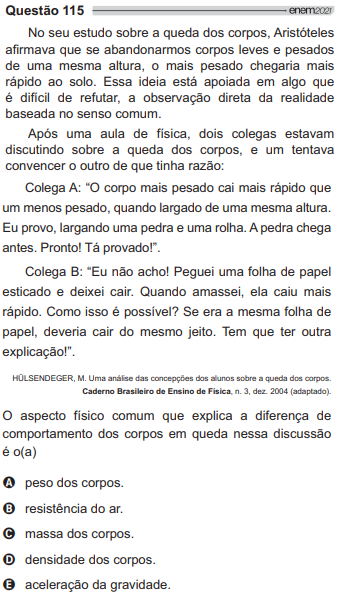 Questão 115 enem2021
No seu estudo sobre a queda dos corpos, Aristóteles
afirmava que se abandonarmos corpos leves e pesados
de uma mesma altura, o mais pesado chegaria mais
rápido ao solo. Essa ideia está apoiada em algo que
é difícil de refutar, a observação direta da realidade
baseada no senso comum.
Após uma aula de física, dois colegas estavam
discutindo sobre a queda dos corpos, e um tentava
convencer o outro de que tinha razão:
Colega A: “O corpo mais pesado cai mais rápido que
um menos pesado, quando largado de uma mesma altura.
Eu provo, largando uma pedra e uma rolha. A pedra chega
antes. Pronto! Tá provado!”.
Colega B: “Eu não acho! Peguei uma folha de papel
esticado e deixei cair. Quando amassei, ela caiu mais
rápido. Como isso é possível? Se era a mesma folha de
papel, deveria cair do mesmo jeito. Tem que ter outra
explicação!”.
HÜLSENDEGER, M. Uma análise das concepções dos alunos sobre a queda dos corpos.
Caderno Brasileiro de Ensino de Física, n. 3, dez. 2004 (adaptado).
O aspecto físico comum que explica a diferença de
comportamento dos corpos em queda nessa discussão
é o(a)
A peso dos corpos.
B resistência do ar.
C massa dos corpos.
D densidade dos corpos.
E aceleração da gravidade.